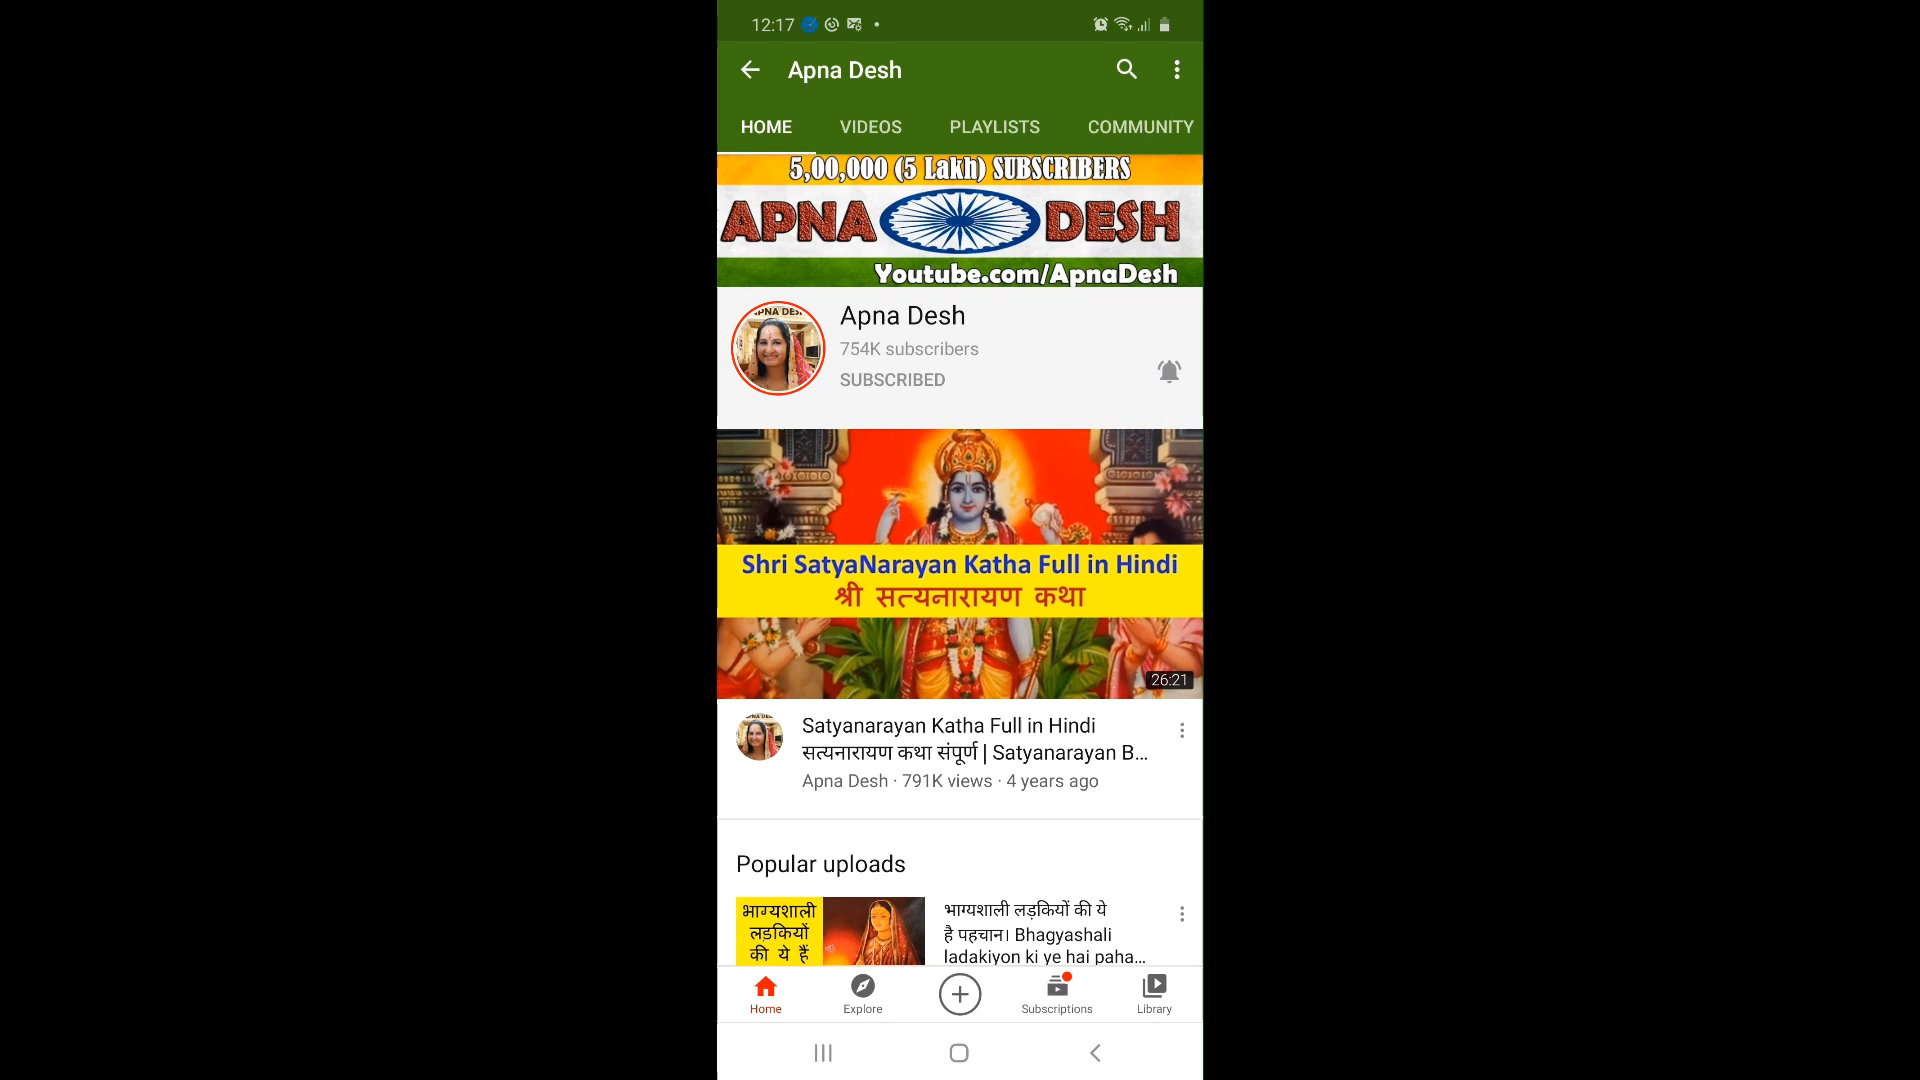 12:17
Apna Desh
HOME VIDEOS PLAYLISTS COMMUNITY
5,00,000 (5 Lakh) SUBSCRIBERS
APNA DESH
Youtube.com/ApnaDesh
Apna Desh
754K subscribers
SUBSCRIBED
Shri SatyaNarayan Katha Full in Hindi
श्री सत्यनारायण कथा
26:21
Satyanarayan Katha Full in Hindi
सत्यनारायण कथा संपूर्ण | Satyanarayan B...
Apna Desh · 791K views · 4 years ago
Popular uploads
भाग्यशाली
लड़कियों
की ये हैं
भाग्यशाली लड़कियों की ये
है पहचान। Bhagyashali
ladakiyon ki ye hai paha...
Home Explore Subscriptions Library